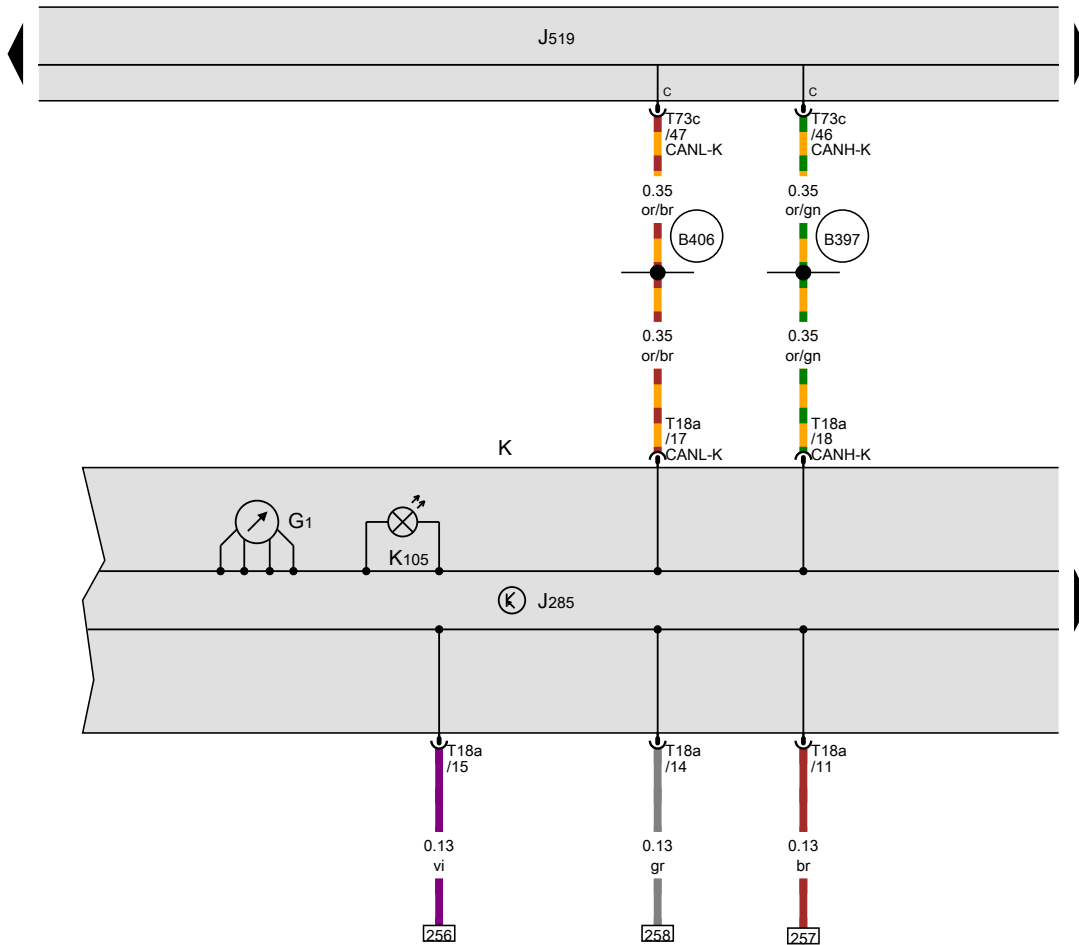 J519
c
c
T73c
/47
CANL-K
T73c
/46
CANH-K
0.35
or/br
0.35
or/gn
B406
B397
0.35
or/br
0.35
or/gn
T18a
/17
CANL-K
T18a
/18
CANH-K
K
G1
K105
J285
T18a
/15
T18a
/14
T18a
/11
0.13
vi
0.13
gr
0.13
br
256
258
257